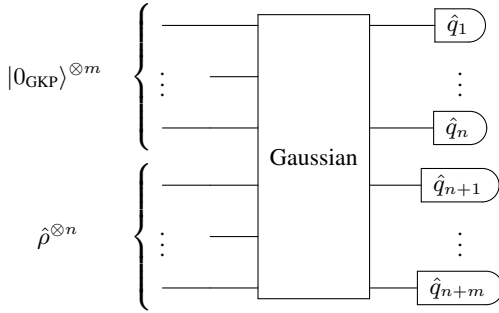 |0_GKP⟩^⊗m
⋮
q̂_1
⋮
q̂_n
Gaussian
ρ̂^⊗n
⋮
q̂_{n+1}
⋮
q̂_{n+m}